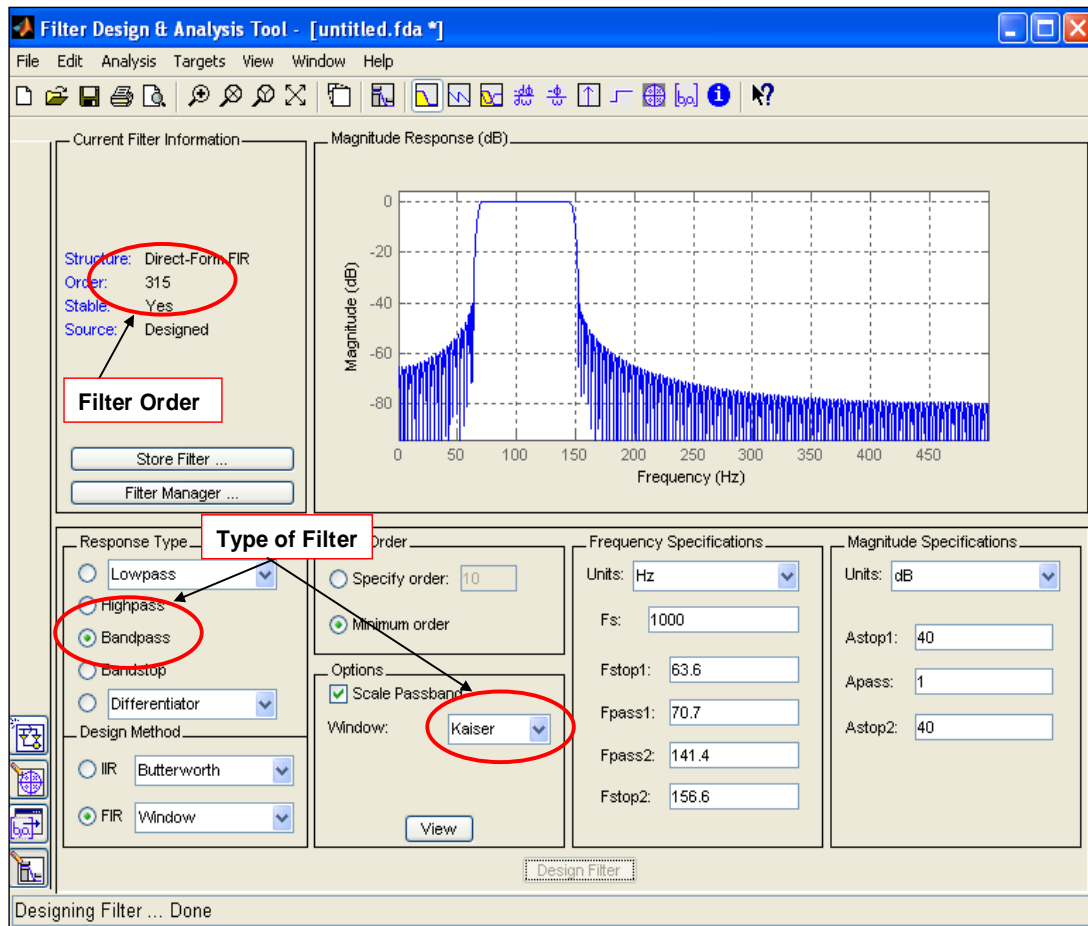 Filter Design & Analysis Tool - [untitled.fda *]
File Edit Analysis Targets View Window Help
Current Filter Information
Structure: Direct-Form FIR
Order: 315
Stable: Yes
Source: Designed
Filter Order
Store Filter ...
Filter Manager ...
Magnitude Response (dB)
Magnitude (dB)
0
-20
-40
-60
-80
0 50 100 150 200 250 300 350 400 450
Frequency (Hz)
Type of Filter
Response Type
Lowpass
Highpass
Bandpass
Bandstop
Differentiator
Design Method
IIR Butterworth
FIR Window
Order
Specify order: 10
Minimum order
Options
Scale Passband
Window: Kaiser
View
Frequency Specifications
Units: Hz
Fs: 1000
Fstop1: 63.6
Fpass1: 70.7
Fpass2: 141.4
Fstop2: 156.6
Magnitude Specifications
Units: dB
Astop1: 40
Apass: 1
Astop2: 40
Design Filter
Designing Filter ... Done